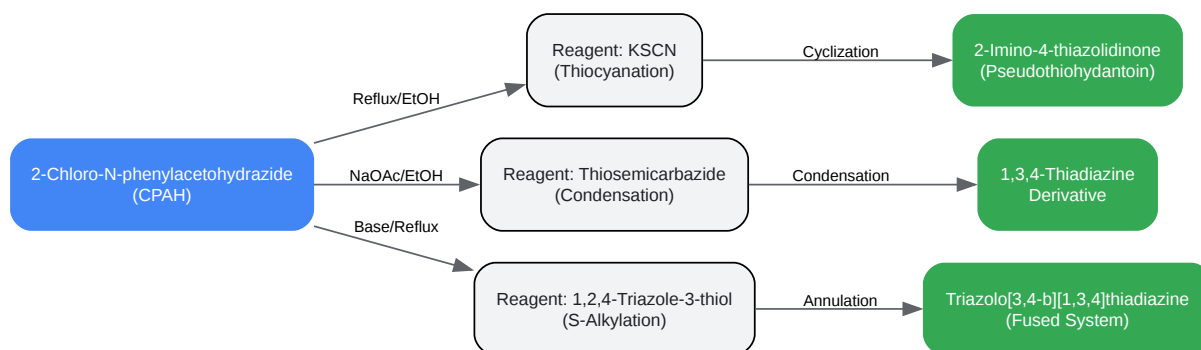 Reagent: KSCN
(Thiocyanation)
Cyclization
2-Imino-4-thiazolidinone
(Pseudothiohydantoin)
Reflux/EtOH
2-Chloro-N-phenylacetohydrazide
(CPAH)
NaOAc/EtOH
Reagent: Thiosemicarbazide
(Condensation)
Condensation
1,3,4-Thiadiazine
Derivative
Base/Reflux
Reagent: 1,2,4-Triazole-3-thiol
(S-Alkylation)
Annulation
Triazolo[3,4-b][1,3,4]thiadiazine
(Fused System)